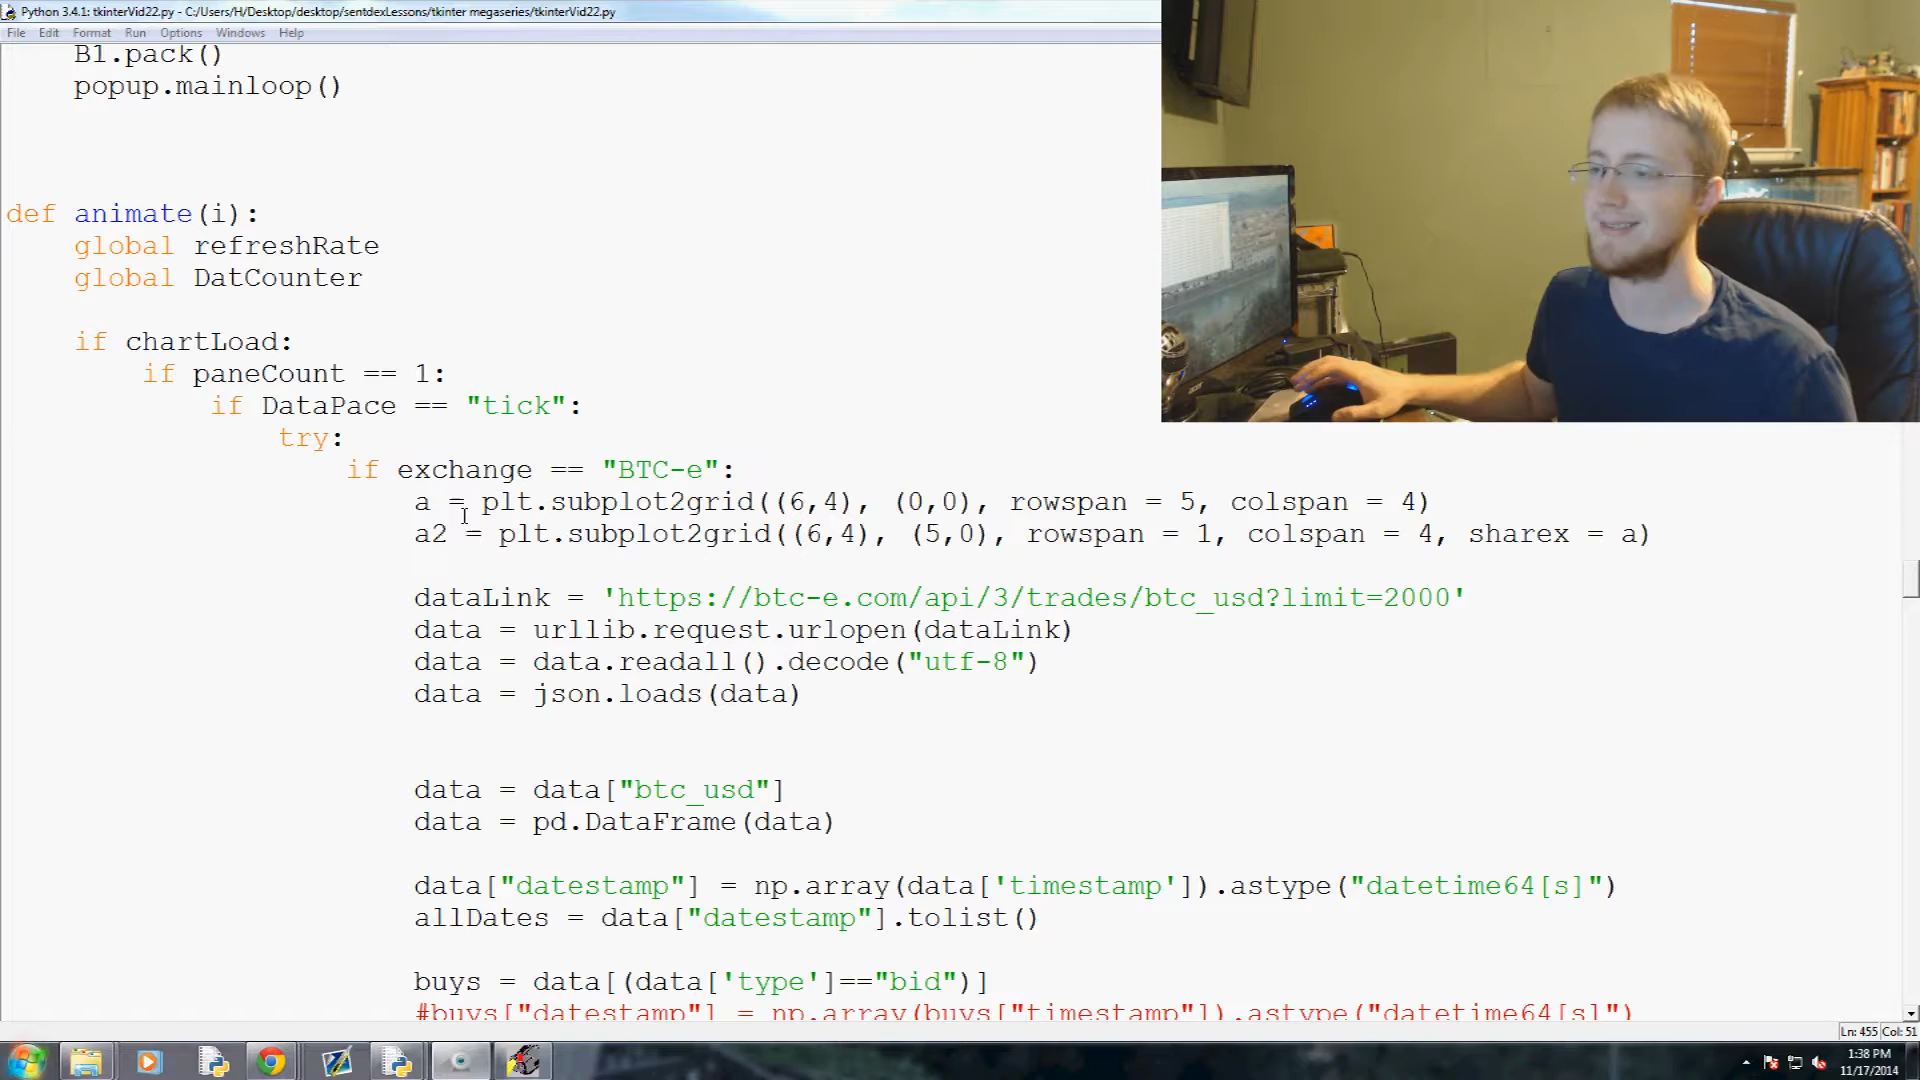 Python 3.4.1: tkinterVid22.py - C:/Users/H/Desktop/desktop/sentdexLessons/tkinter megaseries/tkinterVid22.py
File Edit Format Run Options Windows Help
B1.pack()
popup.mainloop()
def animate(i):
global refreshRate
global DatCounter
if chartLoad:
if paneCount == 1:
if DataPace == "tick":
try:
if exchange == "BTC-e":
a = plt.subplot2grid((6,4), (0,0), rowspan = 5, colspan = 4)
a2 = plt.subplot2grid((6,4), (5,0), rowspan = 1, colspan = 4, sharex = a)
dataLink = 'https://btc-e.com/api/3/trades/btc_usd?limit=2000'
data = urllib.request.urlopen(dataLink)
data = data.readall().decode("utf-8")
data = json.loads(data)
data = data["btc_usd"]
data = pd.DataFrame(data)
data["datestamp"] = np.array(data['timestamp']).astype("datetime64[s]")
allDates = data["datestamp"].tolist()
buys = data[(data['type']=="bid")]
#buys["datestamp"] = np.array(buys["timestamp"]).astype("datetime64[s]")
Ln: 455 Col: 51
1:38 PM
11/17/2014